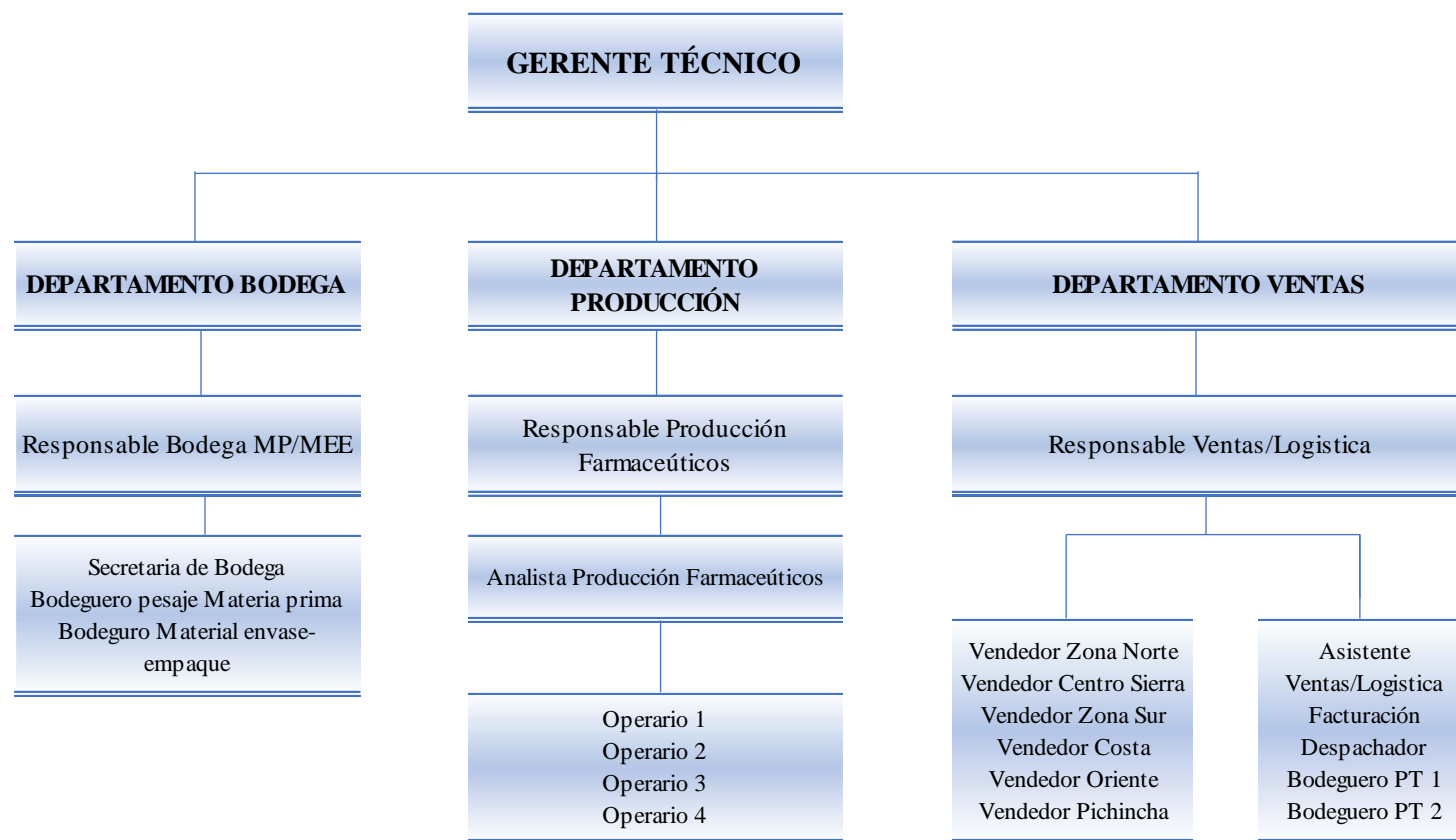 GERENTE TÉCNICO
DEPARTAMENTO BODEGA
DEPARTAMENTO
PRODUCCIÓN
DEPARTAMENTO VENTAS
Responsable Bodega MP/MEE
Responsable Producción
Farmaceúticos
Responsable Ventas/Logistica
Secretaria de Bodega
Bodeguero pesaje Materia prima
Bodeguro Material envase-
empaque
Analista Producción Farmaceúticos
Operario 1
Operario 2
Operario 3
Operario 4
Vendedor Zona Norte
Vendedor Centro Sierra
Vendedor Zona Sur
Vendedor Costa
Vendedor Oriente
Vendedor Pichincha
Asistente
Ventas/Logistica
Facturación
Despachador
Bodeguero PT 1
Bodeguero PT 2